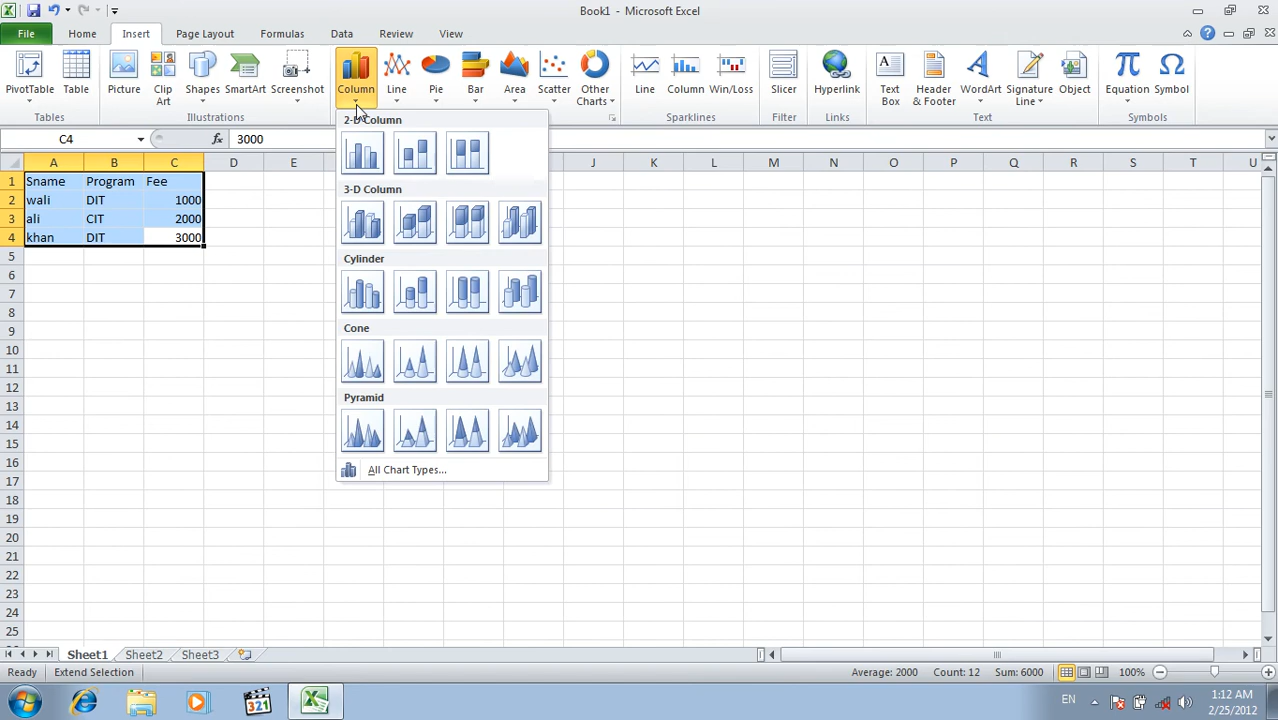 Book1 - Microsoft Excel
File Home Insert Page Layout Formulas Data Review View
PivotTable Table Picture Clip Art Shapes SmartArt Screenshot Column Line Pie Bar Area Scatter Other Charts Line Column Win/Loss Slicer Hyperlink Text Box Header & Footer WordArt Signature Line Object Equation Symbol
Tables Illustrations Sparklines Filter Links Text Symbols
C4 fx 3000
2-D Column
3-D Column
Cylinder
Cone
Pyramid
All Chart Types...
A B C D E J K L M N O P Q R S T U
1 Sname Program Fee
2 wali DIT 1000
3 ali CIT 2000
4 khan DIT 3000
5
6
7
8
9
10
11
12
13
14
15
16
17
18
19
20
21
22
23
24
25
Sheet1 Sheet2 Sheet3
Ready Extend Selection Average: 2000 Count: 12 Sum: 6000 100%
321 EN 1:12 AM
2/25/2012